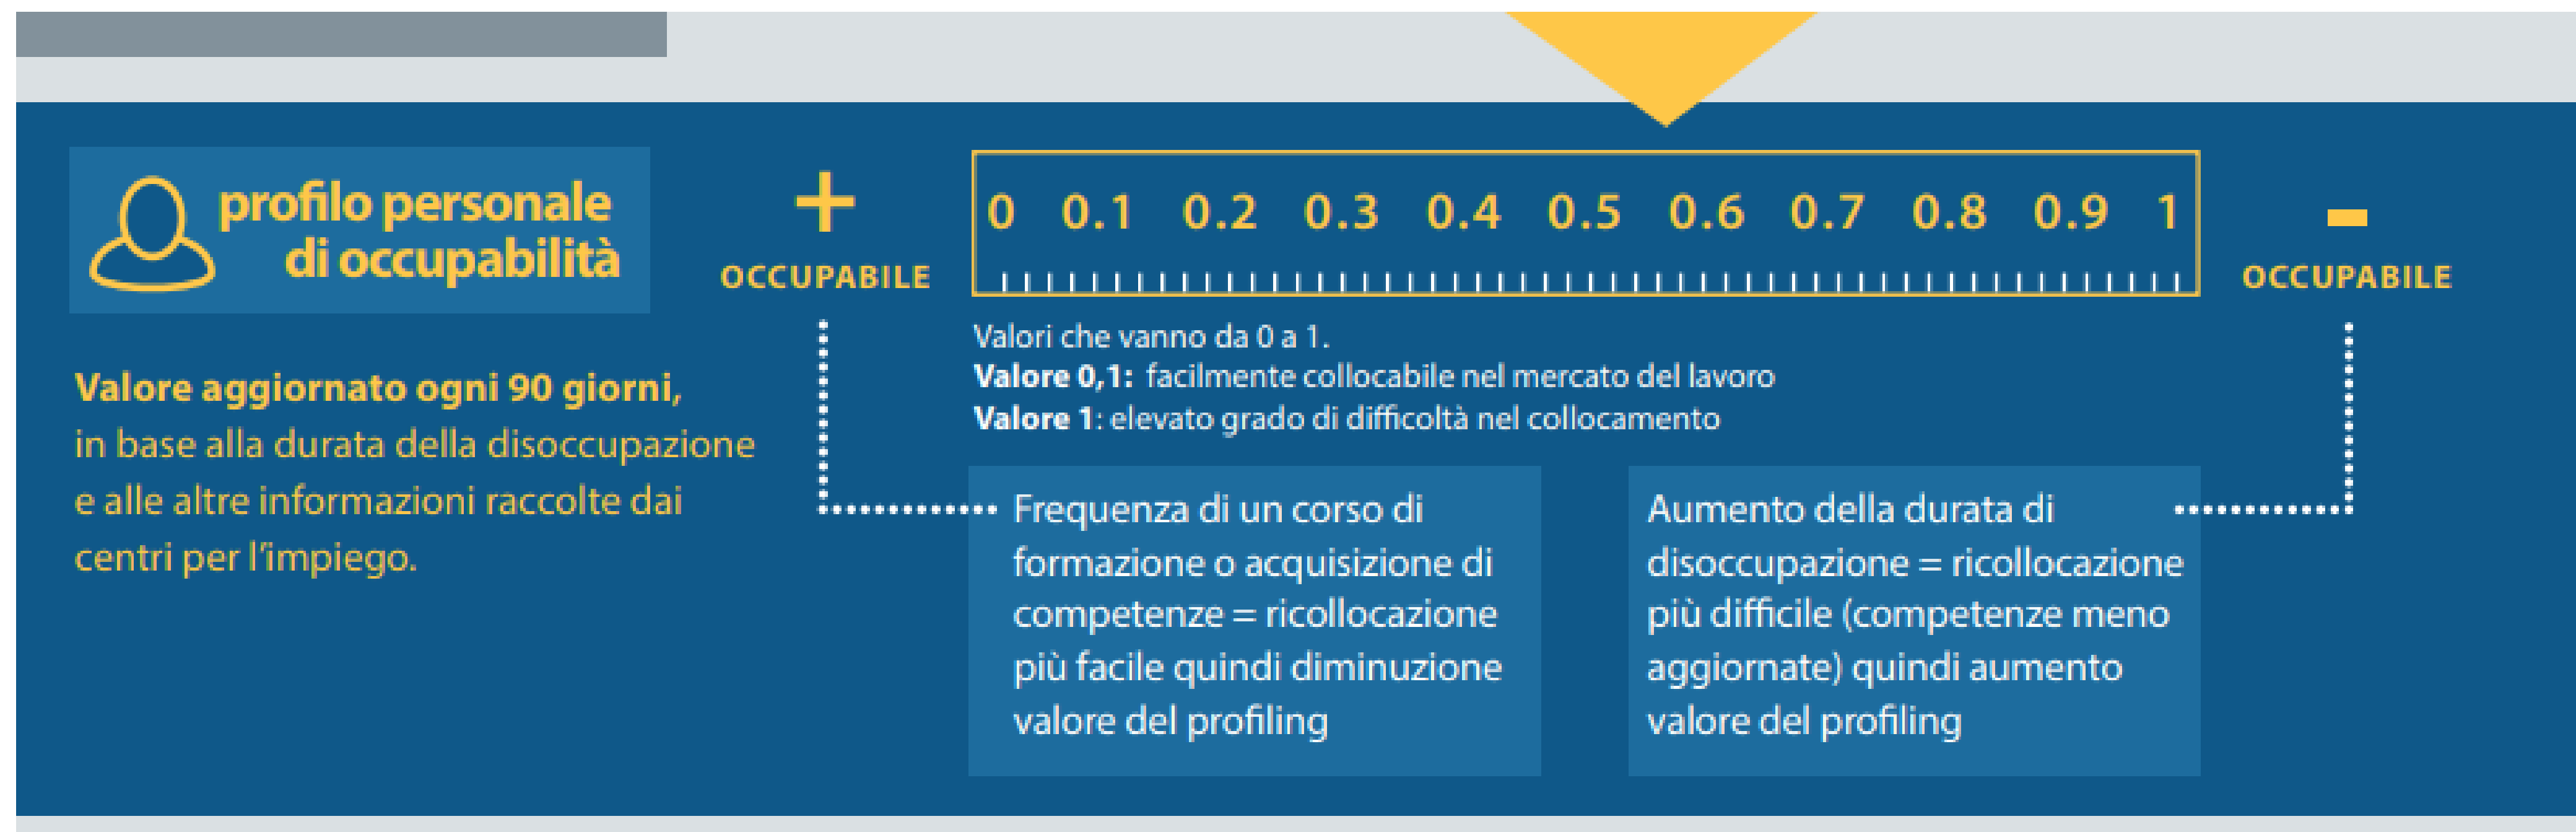 profilo personale
di occupabilità
Valore aggiornato ogni 90 giorni,
in base alla durata della disoccupazione
e alle altre informazioni raccolte dai
centri per l'impiego.
+
OCCUPABILE
0 0.1 0.2 0.3 0.4 0.5 0.6 0.7 0.8 0.9 1
-
OCCUPABILE
Valori che vanno da 0 a 1.
Valore 0,1: facilmente collocabile nel mercato del lavoro
Valore 1: elevato grado di difficoltà nel collocamento
Frequenza di un corso di
formazione o acquisizione di
competenze = ricollocazione
più facile quindi diminuzione
valore del profiling
Aumento della durata di
disoccupazione = ricollocazione
più difficile (competenze meno
aggiornate) quindi aumento
valore del profiling